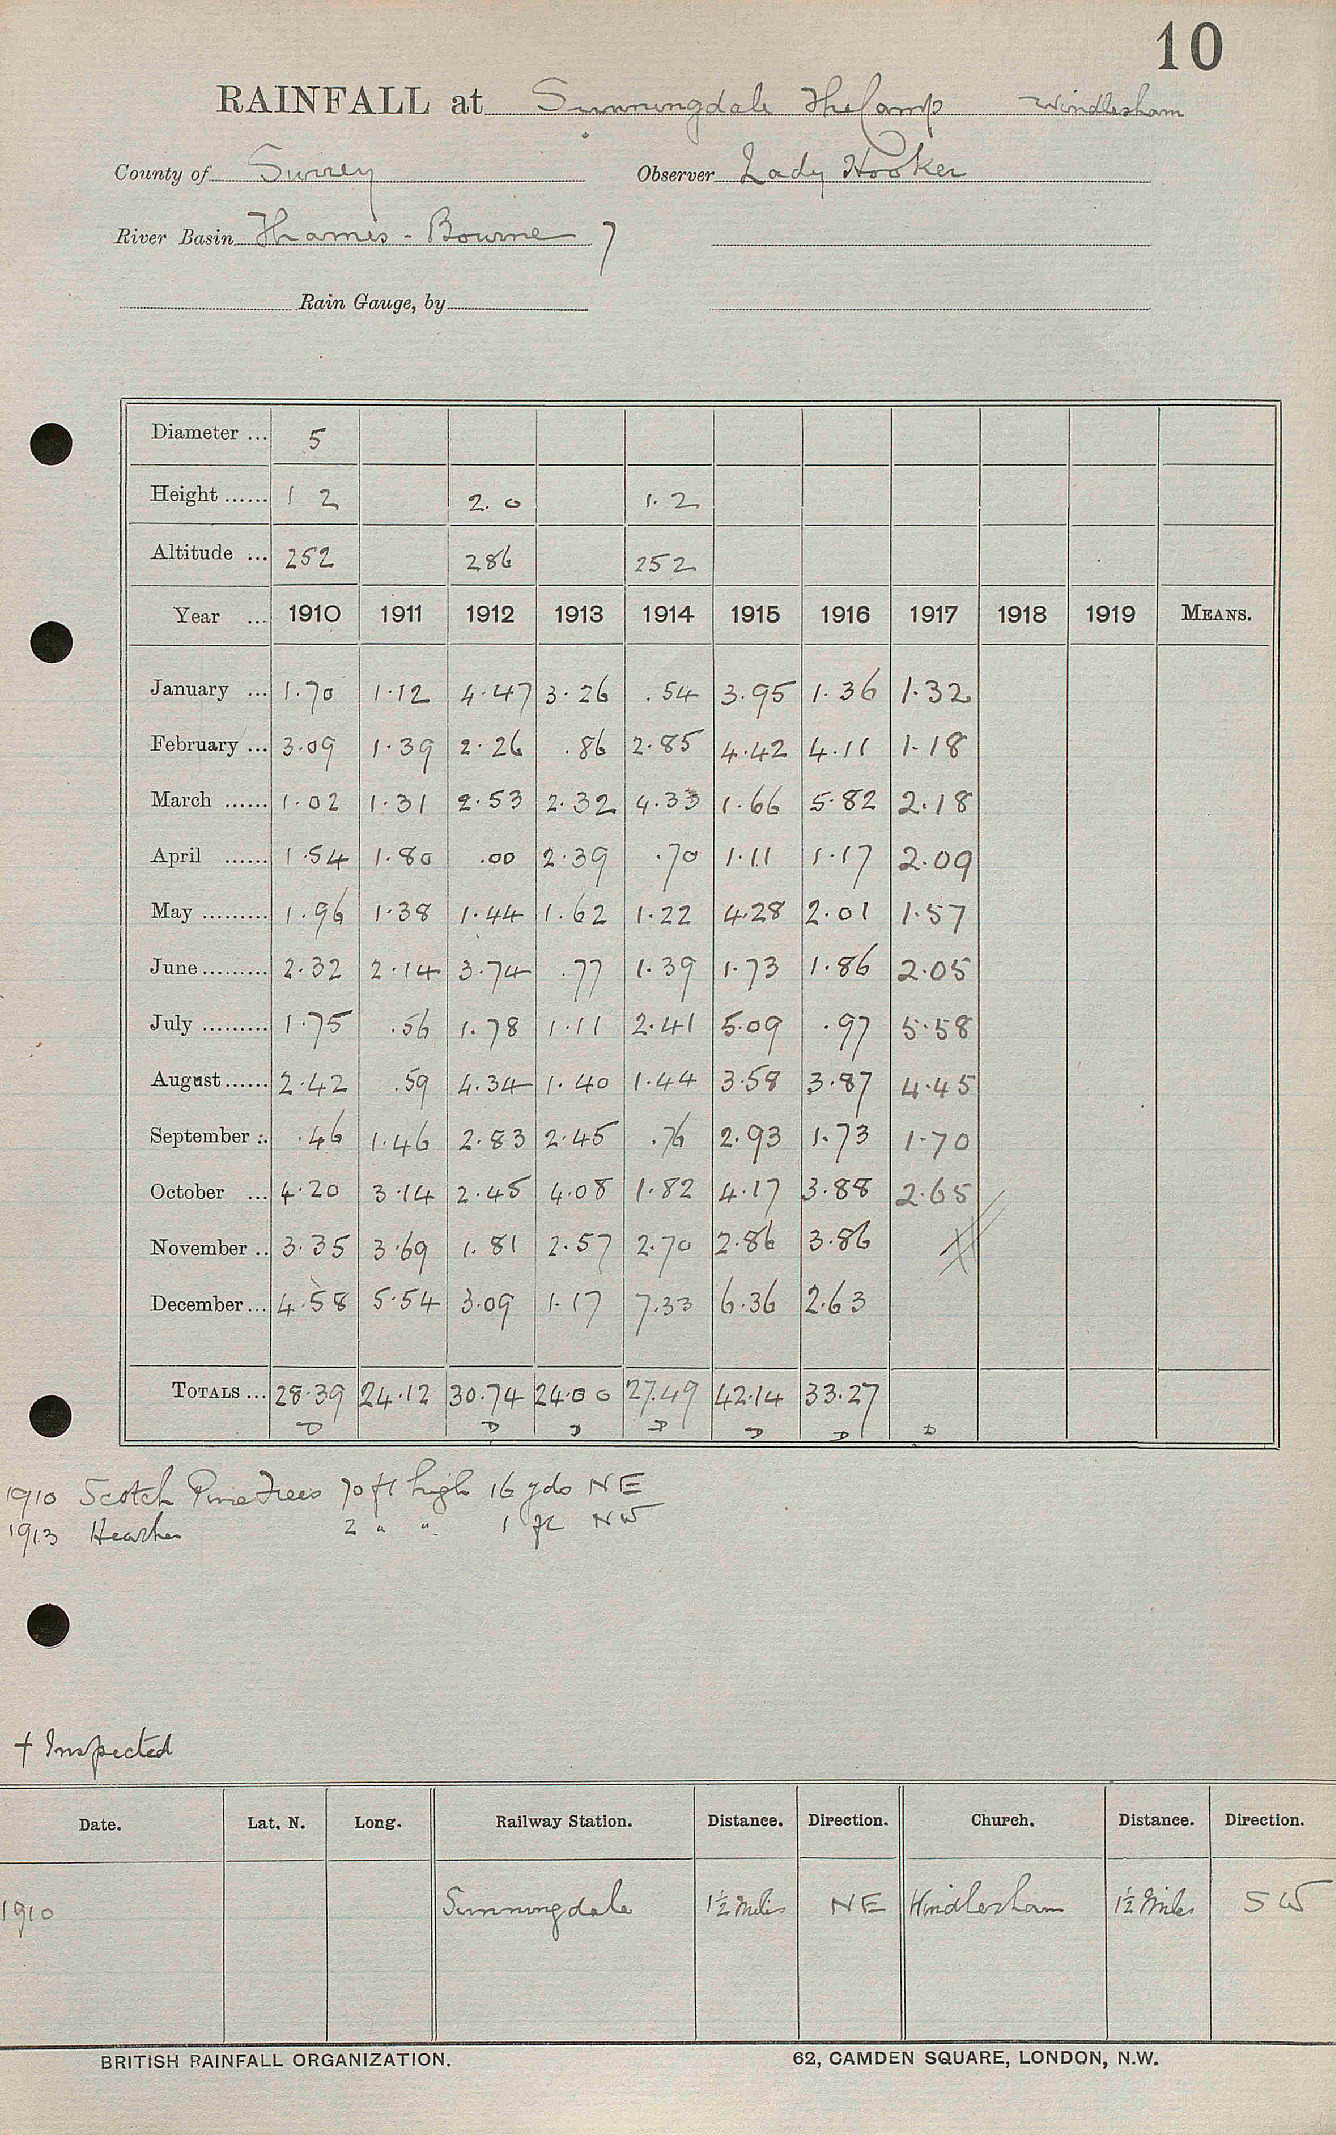 10
RAINFALL at Sunningdale The Camp Windlesham
County of Surrey Observer Lady Hooker
River Basin Thames - Bourne 7
Rain Gauge, by
Diameter ... 5
Height ...... 1 2 2. 0 1. 2
Altitude ... 252 286 252
Year ... 1910 1911 1912 1913 1914 1915 1916 1917 1918 1919 MEANS.
January ... 1.70 1.12 4.47 3.26 .54 3.95 1.36 1.32
February ... 3.09 1.39 2.26 .86 2.85 4.42 4.11 1.18
March ...... 1.02 1.31 2.53 2.32 4.33 1.66 5.82 2.18
April ...... 1.54 1.80 .00 2.39 .70 1.11 1.17 2.09
May ......... 1.96 1.38 1.44 1.62 1.22 4.28 2.01 1.57
June ......... 2.32 2.14 3.74 .77 1.39 1.73 1.86 2.05
July ......... 1.75 .56 1.78 1.11 2.41 5.09 .97 5.58
August ...... 2.42 .59 4.34 1.40 1.44 3.58 3.87 4.45
September .. .46 1.46 2.83 2.45 .76 2.93 1.73 1.70
October ... 4.20 3.14 2.45 4.08 1.82 4.17 3.88 2.65
November .. 3.35 3.69 1.81 2.57 2.70 2.86 3.86
December ... 4.58 5.54 3.09 1.17 7.33 6.36 2.63
TOTALS ... 28.39 24.12 30.74 24.00 27.49 42.14 33.27
D D D D D D D
1910 Scotch Pine Trees 70 ft high 16 yds NE
1913 Heather 2 " " 1 ft NW
† Inspected
Date. Lat. N. Long. Railway Station. Distance. Direction. Church. Distance. Direction.
1910 Sunningdale 1½ Miles NE Windlesham 1½ Miles SW
BRITISH RAINFALL ORGANIZATION. 62, CAMDEN SQUARE, LONDON, N.W.